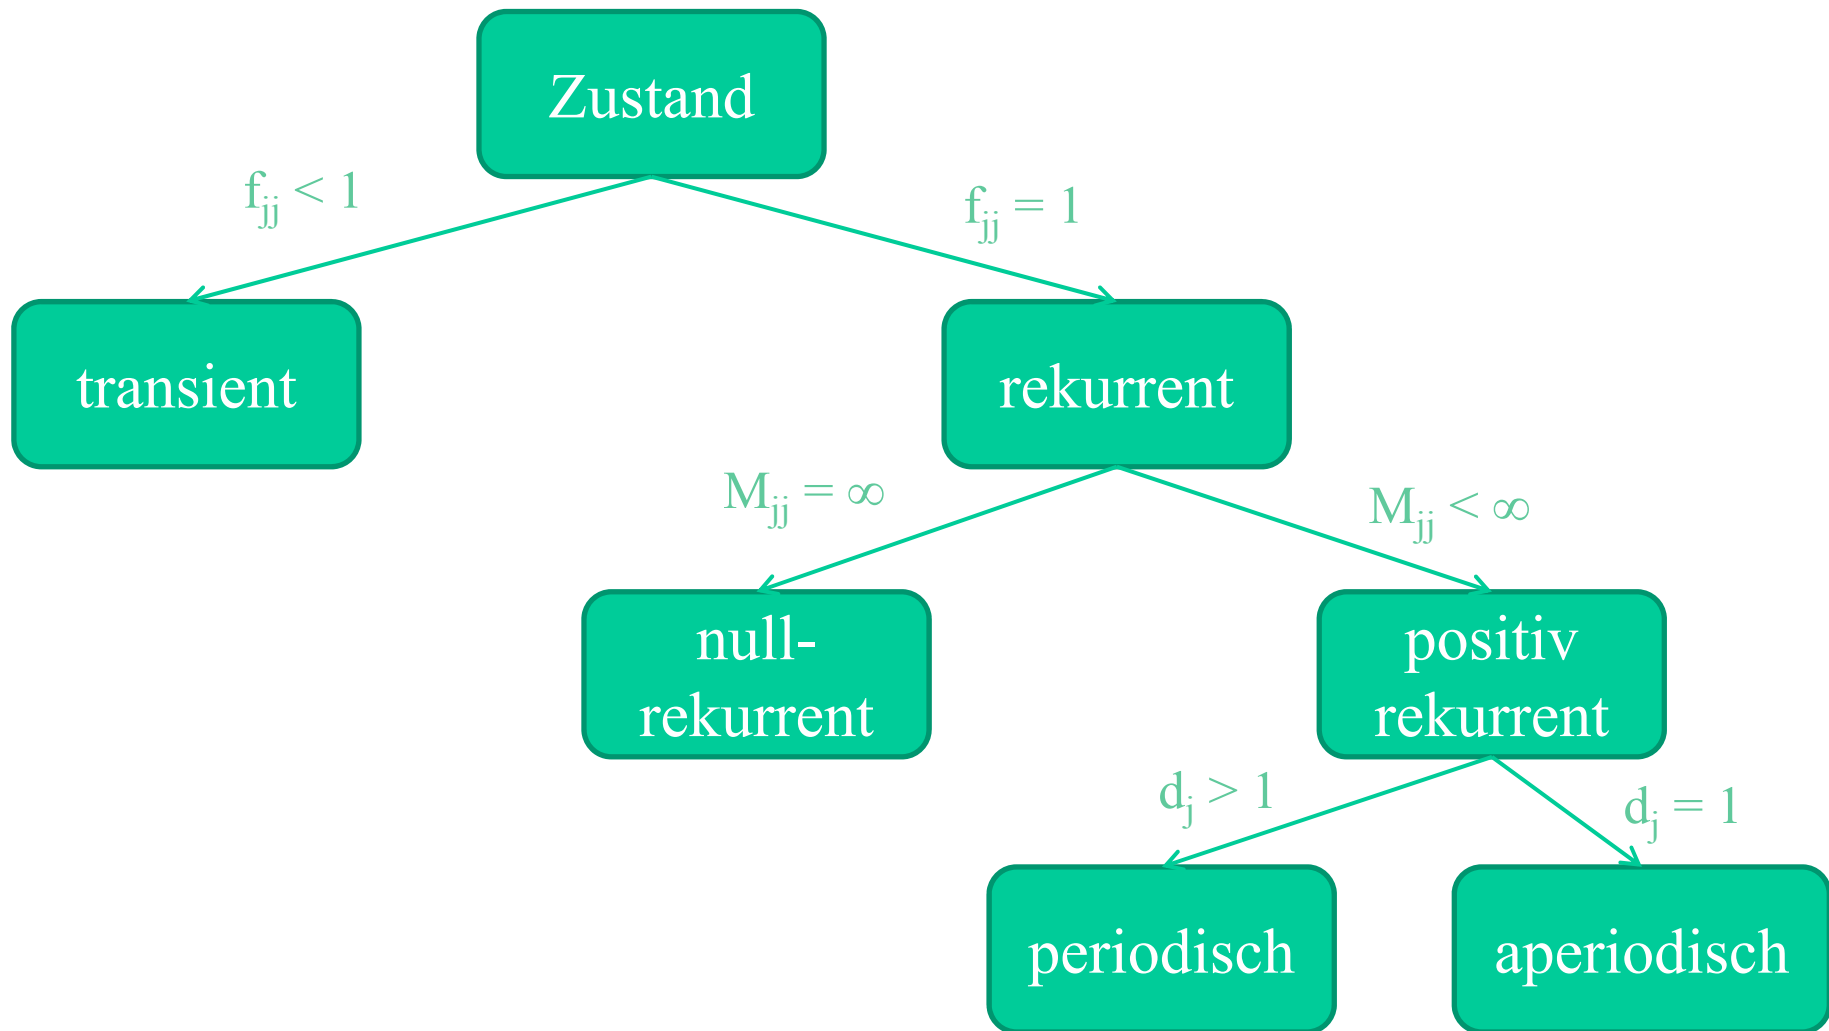 Zustand
f_jj < 1
f_jj = 1
transient
rekurrent
M_jj = ∞
M_jj < ∞
null-
rekurrent
positiv
rekurrent
d_j > 1
d_j = 1
periodisch
aperiodisch